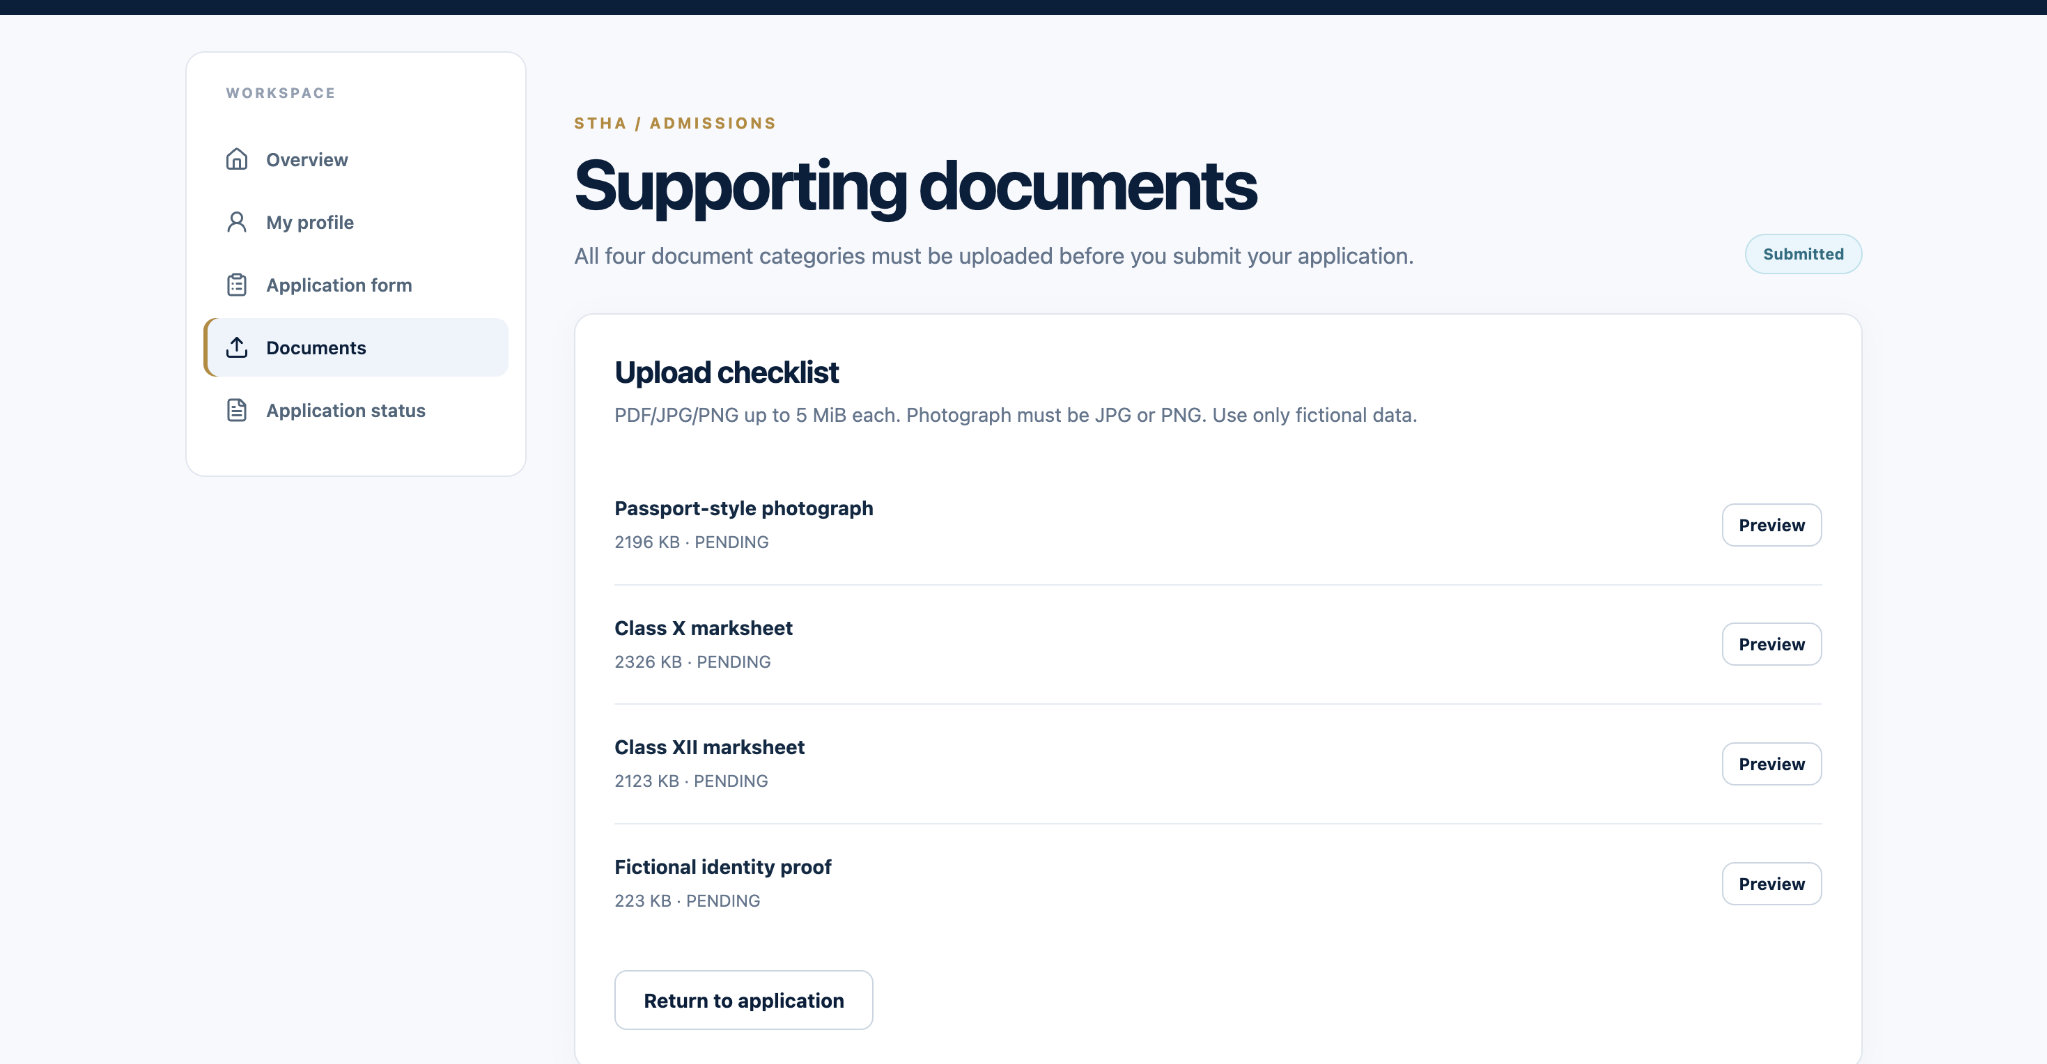 WORKSPACE
Overview
My profile
Application form
Documents
Application status
STHA / ADMISSIONS
Supporting documents
All four document categories must be uploaded before you submit your application.
Submitted
Upload checklist
PDF/JPG/PNG up to 5 MiB each. Photograph must be JPG or PNG. Use only fictional data.
Passport-style photograph
2196 KB · PENDING
Preview
Class X marksheet
2326 KB · PENDING
Preview
Class XII marksheet
2123 KB · PENDING
Preview
Fictional identity proof
223 KB · PENDING
Preview
Return to application